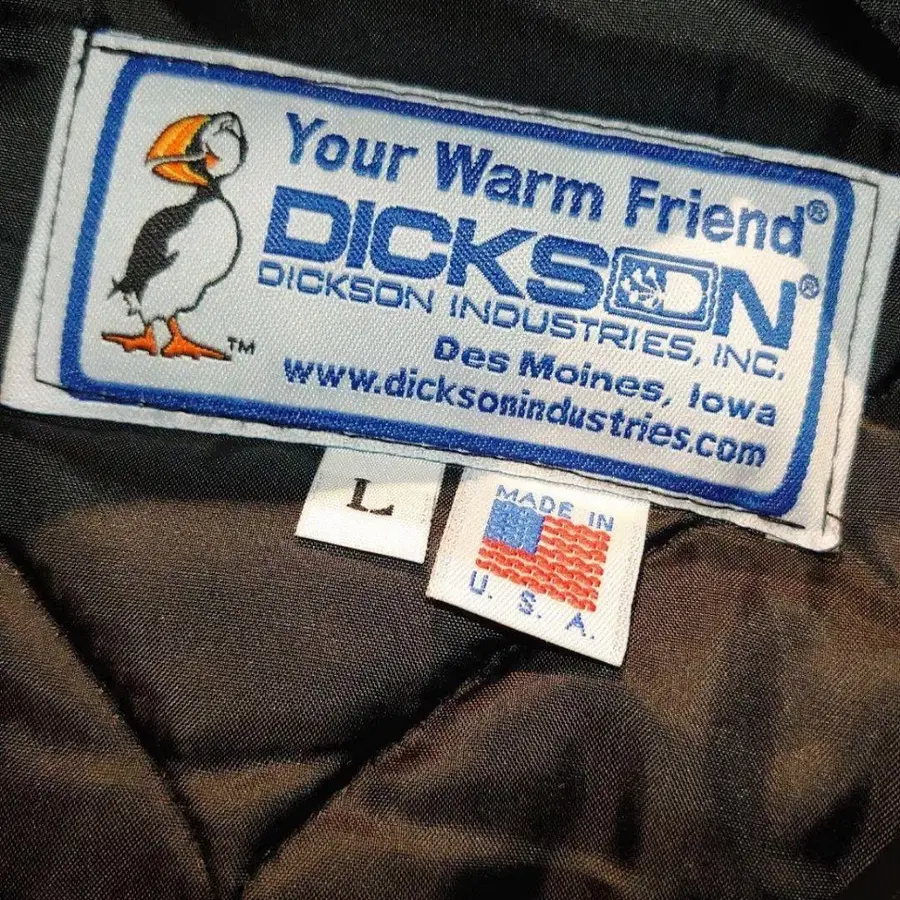 Your Warm Friend®
DICKSON®
DICKSON INDUSTRIES, INC.
Des Moines, Iowa
www.dicksonindustries.com
TM
L
MADE IN
U. S. A.